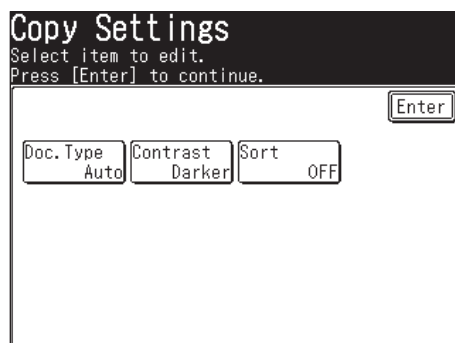 Copy Settings
Select item to edit.
Press [Enter] to continue.
Enter
Doc.Type Contrast Sort
Auto Darker OFF